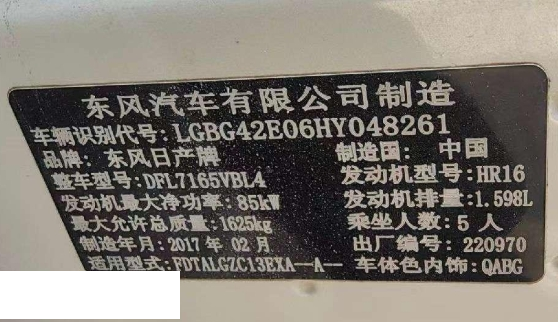 东风汽车有限公司制造
车辆识别代号: LGBG42E06HY048261
品牌: 东风日产牌 制造国: 中国
整车型号: DFL7165VBL4 发动机型号: HR16
发动机最大净功率: 85kW 发动机排量: 1.598L
最大允许总质量: 1625kg 乘坐人数: 5 人
制造年月: 2017 年 02 月 出厂编号: 220970
适用型式: FDTALGZC13EXA—A— 车体色内饰: QABG